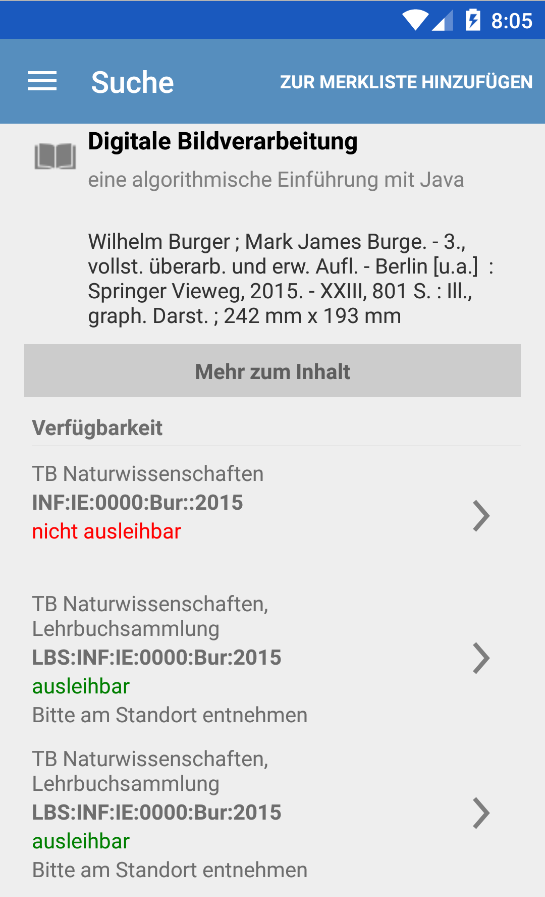 8:05
Suche
ZUR MERKLISTE HINZUFÜGEN
Digitale Bildverarbeitung
eine algorithmische Einführung mit Java
Wilhelm Burger ; Mark James Burge. - 3.,
vollst. überarb. und erw. Aufl. - Berlin [u.a.]  :
Springer Vieweg, 2015. - XXIII, 801 S. : Ill.,
graph. Darst. ; 242 mm x 193 mm
Mehr zum Inhalt
Verfügbarkeit
TB Naturwissenschaften
INF:IE:0000:Bur::2015
nicht ausleihbar
TB Naturwissenschaften,
Lehrbuchsammlung
LBS:INF:IE:0000:Bur:2015
ausleihbar
Bitte am Standort entnehmen
TB Naturwissenschaften,
Lehrbuchsammlung
LBS:INF:IE:0000:Bur:2015
ausleihbar
Bitte am Standort entnehmen